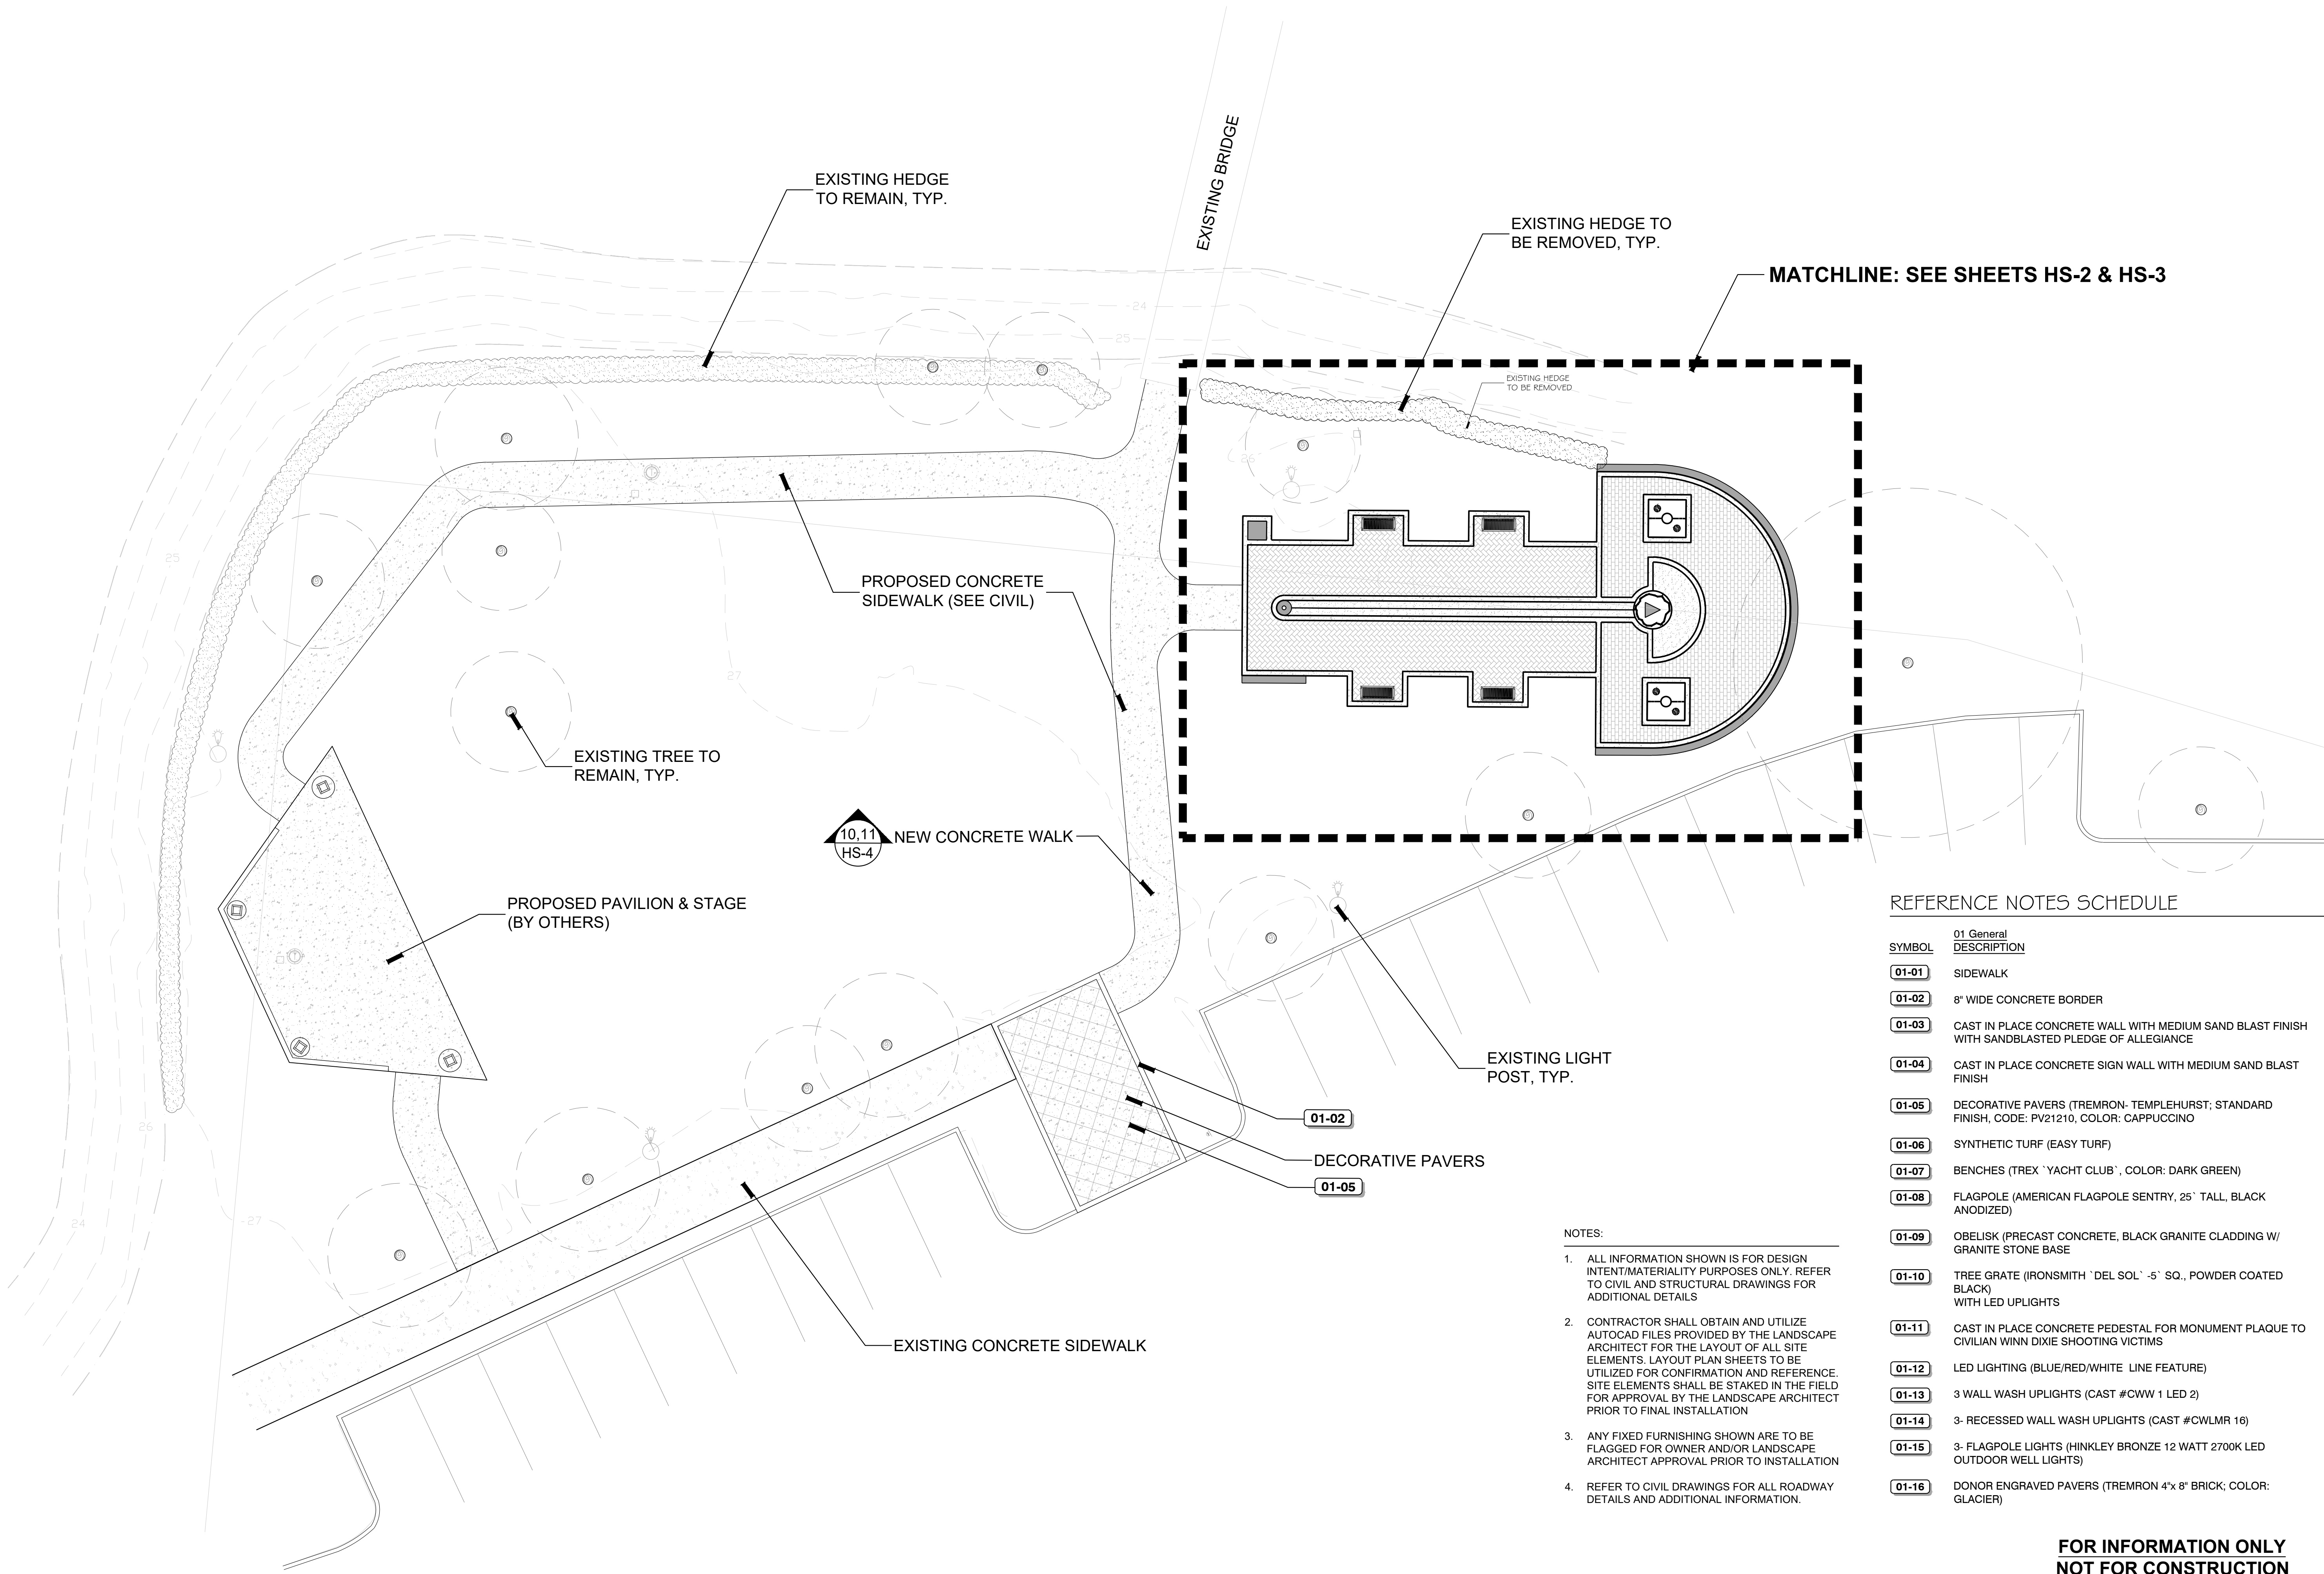 EXISTING BRIDGE
EXISTING HEDGE
TO REMAIN, TYP.
EXISTING HEDGE TO
BE REMOVED, TYP.
MATCHLINE: SEE SHEETS HS-2 & HS-3
24
25
EXISTING HEDGE
TO BE REMOVED
26
25
PROPOSED CONCRETE
SIDEWALK (SEE CIVIL)
27
EXISTING TREE TO
REMAIN, TYP.
10,11
HS-4
NEW CONCRETE WALK
PROPOSED PAVILION & STAGE
(BY OTHERS)
EXISTING LIGHT
POST, TYP.
01-02
DECORATIVE PAVERS
01-05
26
24
27
EXISTING CONCRETE SIDEWALK
NOTES:
1. ALL INFORMATION SHOWN IS FOR DESIGN
INTENT/MATERIALITY PURPOSES ONLY. REFER
TO CIVIL AND STRUCTURAL DRAWINGS FOR
ADDITIONAL DETAILS
2. CONTRACTOR SHALL OBTAIN AND UTILIZE
AUTOCAD FILES PROVIDED BY THE LANDSCAPE
ARCHITECT FOR THE LAYOUT OF ALL SITE
ELEMENTS. LAYOUT PLAN SHEETS TO BE
UTILIZED FOR CONFIRMATION AND REFERENCE.
SITE ELEMENTS SHALL BE STAKED IN THE FIELD
FOR APPROVAL BY THE LANDSCAPE ARCHITECT
PRIOR TO FINAL INSTALLATION
3. ANY FIXED FURNISHING SHOWN ARE TO BE
FLAGGED FOR OWNER AND/OR LANDSCAPE
ARCHITECT APPROVAL PRIOR TO INSTALLATION
4. REFER TO CIVIL DRAWINGS FOR ALL ROADWAY
DETAILS AND ADDITIONAL INFORMATION.
REFERENCE NOTES SCHEDULE
01 General
SYMBOL DESCRIPTION
01-01 SIDEWALK
01-02 8" WIDE CONCRETE BORDER
01-03 CAST IN PLACE CONCRETE WALL WITH MEDIUM SAND BLAST FINISH
WITH SANDBLASTED PLEDGE OF ALLEGIANCE
01-04 CAST IN PLACE CONCRETE SIGN WALL WITH MEDIUM SAND BLAST
FINISH
01-05 DECORATIVE PAVERS (TREMRON- TEMPLEHURST; STANDARD
FINISH, CODE: PV21210, COLOR: CAPPUCCINO
01-06 SYNTHETIC TURF (EASY TURF)
01-07 BENCHES (TREX `YACHT CLUB`, COLOR: DARK GREEN)
01-08 FLAGPOLE (AMERICAN FLAGPOLE SENTRY, 25` TALL, BLACK
ANODIZED)
01-09 OBELISK (PRECAST CONCRETE, BLACK GRANITE CLADDING W/
GRANITE STONE BASE
01-10 TREE GRATE (IRONSMITH `DEL SOL` -5` SQ., POWDER COATED
BLACK)
WITH LED UPLIGHTS
01-11 CAST IN PLACE CONCRETE PEDESTAL FOR MONUMENT PLAQUE TO
CIVILIAN WINN DIXIE SHOOTING VICTIMS
01-12 LED LIGHTING (BLUE/RED/WHITE LINE FEATURE)
01-13 3 WALL WASH UPLIGHTS (CAST #CWW 1 LED 2)
01-14 3- RECESSED WALL WASH UPLIGHTS (CAST #CWLMR 16)
01-15 3- FLAGPOLE LIGHTS (HINKLEY BRONZE 12 WATT 2700K LED
OUTDOOR WELL LIGHTS)
01-16 DONOR ENGRAVED PAVERS (TREMRON 4"x 8" BRICK; COLOR:
GLACIER)
FOR INFORMATION ONLY
NOT FOR CONSTRUCTION